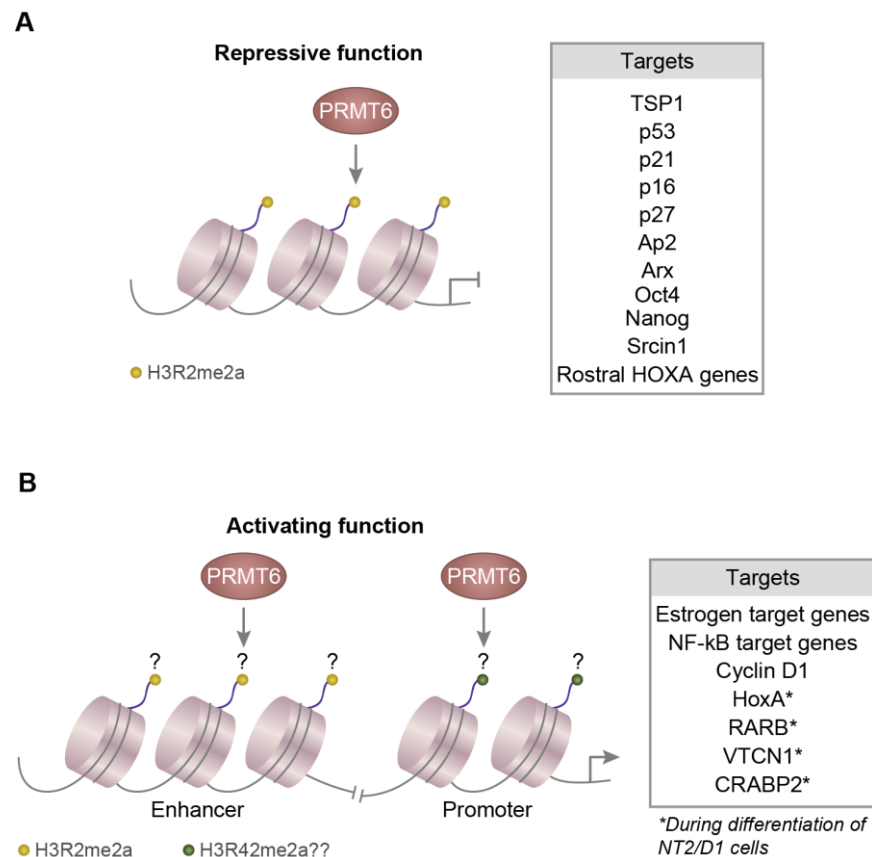 A
Repressive function
PRMT6
H3R2me2a
Targets
TSP1
p53
p21
p16
p27
Ap2
Arx
Oct4
Nanog
Srcin1
Rostral HOXA genes
B
Activating function
PRMT6 PRMT6
? ? ? ? ?
Enhancer Promoter
H3R2me2a H3R42me2a??
Targets
Estrogen target genes
NF-kB target genes
Cyclin D1
HoxA*
RARB*
VTCN1*
CRABP2*
*During differentiation of
NT2/D1 cells